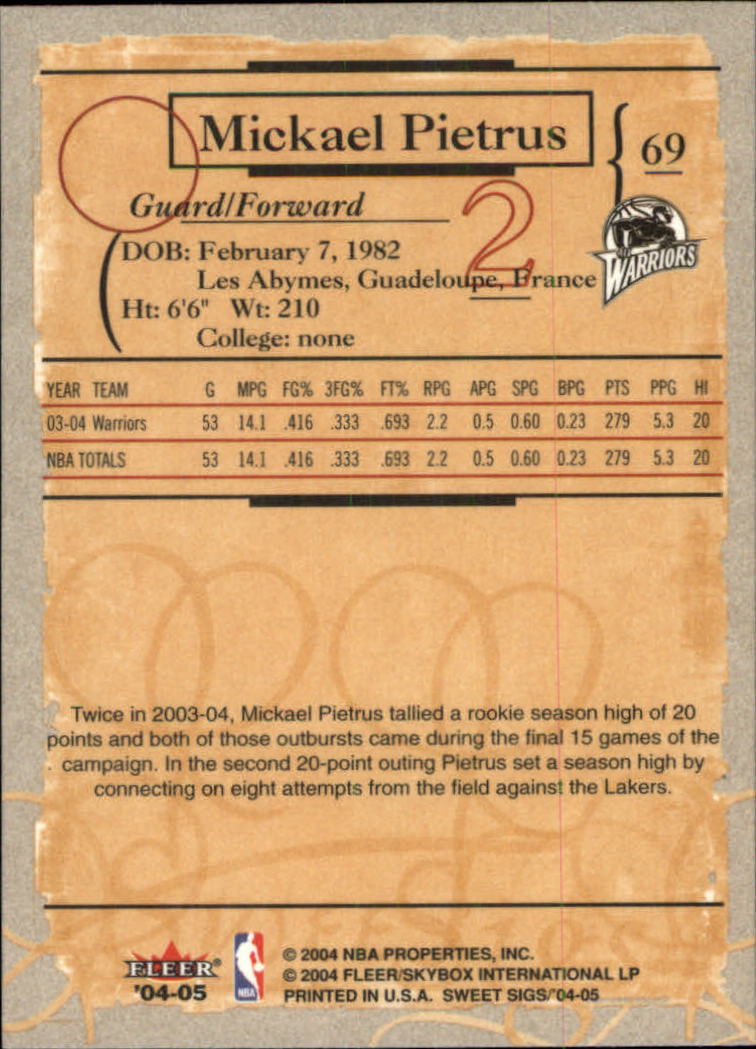 Mickael Pietrus
69
Guard/Forward
2
DOB: February 7, 1982
Les Abymes, Guadeloupe, France
WARRIORS
Ht: 6'6" Wt: 210
College: none
YEAR TEAM G MPG FG% 3FG% FT% RPG APG SPG BPG PTS PPG HI
03-04 Warriors 53 14.1 .416 .333 .693 2.2 0.5 0.60 0.23 279 5.3 20
NBA TOTALS 53 14.1 .416 .333 .693 2.2 0.5 0.60 0.23 279 5.3 20
Twice in 2003-04, Mickael Pietrus tallied a rookie season high of 20
points and both of those outbursts came during the final 15 games of the
campaign. In the second 20-point outing Pietrus set a season high by
connecting on eight attempts from the field against the Lakers.
FLEER®
'04-05
NBA
© 2004 NBA PROPERTIES, INC.
© 2004 FLEER/SKYBOX INTERNATIONAL LP
PRINTED IN U.S.A. SWEET SIGS/'04-05